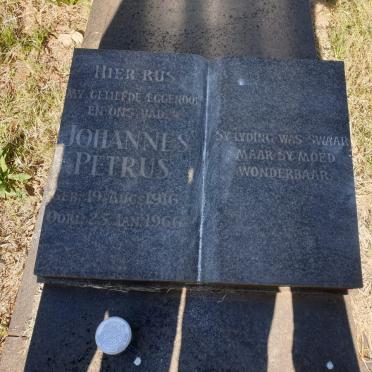 HIER RUS
MY GELIEFDE EGGENOOT
EN ONS VADER
JOHANNES
PETRUS
GEB. 19 AUG. 1916
OORL. 25 JAN. 1966
SY LYDING WAS SWAAR
MAAR SY MOED
WONDERBAAR